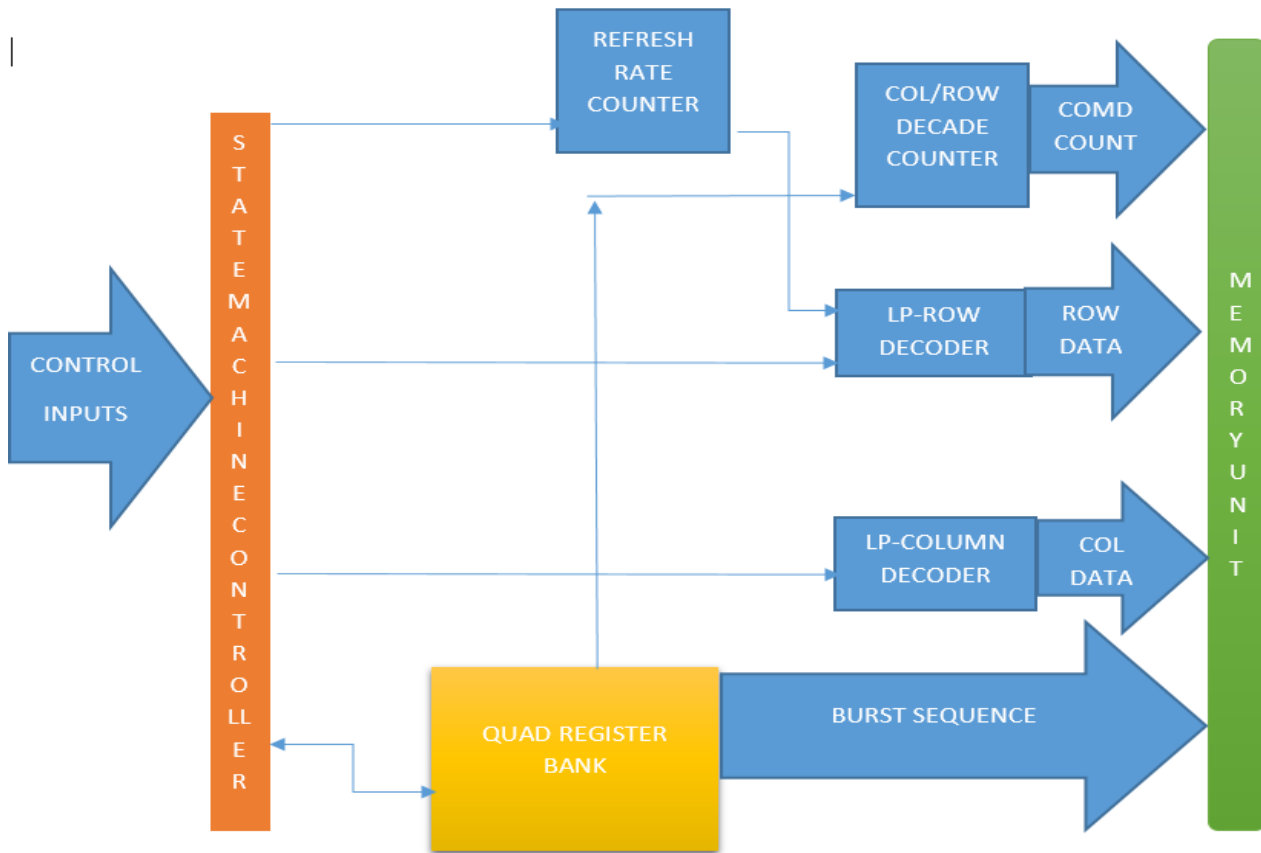 REFRESH
RATE
COUNTER
COL/ROW
DECADE
COUNTER
COMD
COUNT
CONTROL
INPUTS
S
T
A
T
E
M
A
C
H
I
N
E
C
O
N
T
R
O
LL
E
R
LP-ROW
DECODER
ROW
DATA
LP-COLUMN
DECODER
COL
DATA
QUAD REGISTER
BANK
BURST SEQUENCE
M
E
M
O
R
Y
U
N
I
T